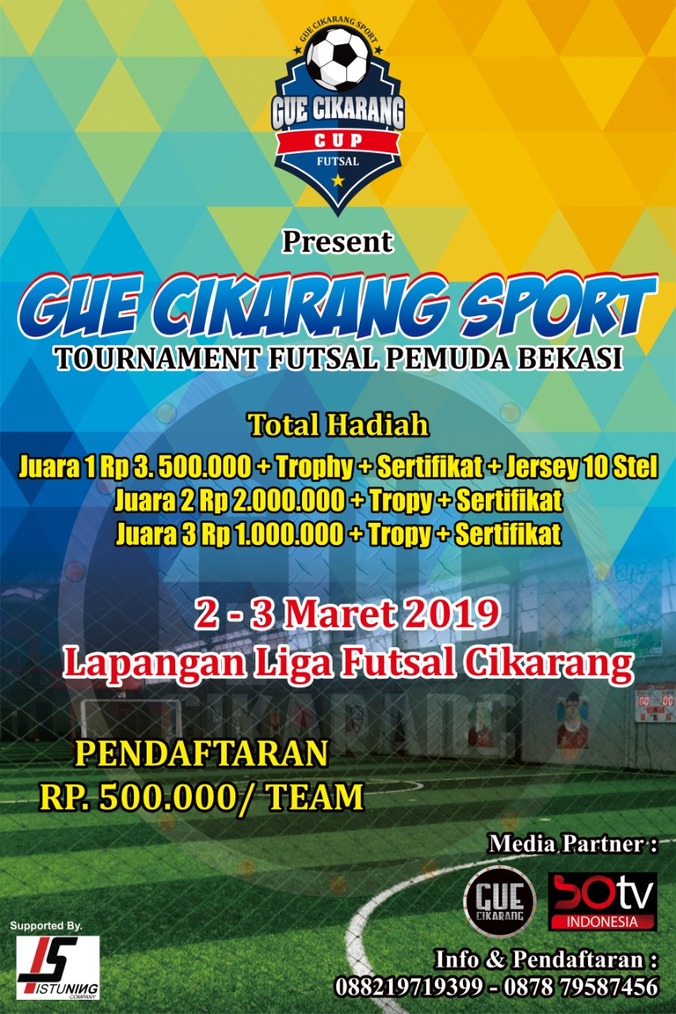 GUE CIKARANG SPORT
GUE CIKARANG
CUP
FUTSAL
Present
GUE CIKARANG SPORT
TOURNAMENT FUTSAL PEMUDA BEKASI
Total Hadiah
Juara 1 Rp 3. 500.000 + Trophy + Sertifikat + Jersey 10 Stel
Juara 2 Rp 2.000.000 + Tropy + Sertifikat
Juara 3 Rp 1.000.000 + Tropy + Sertifikat
2 - 3 Maret 2019
Lapangan Liga Futsal Cikarang
CIKARANG
PENDAFTARAN
RP. 500.000/ TEAM
Media Partner :
GUE
CIKARANG
BOtv
INDONESIA
Supported By.
IS
ISTUNING
COMPANY
Info & Pendaftaran :
088219719399 - 0878 79587456